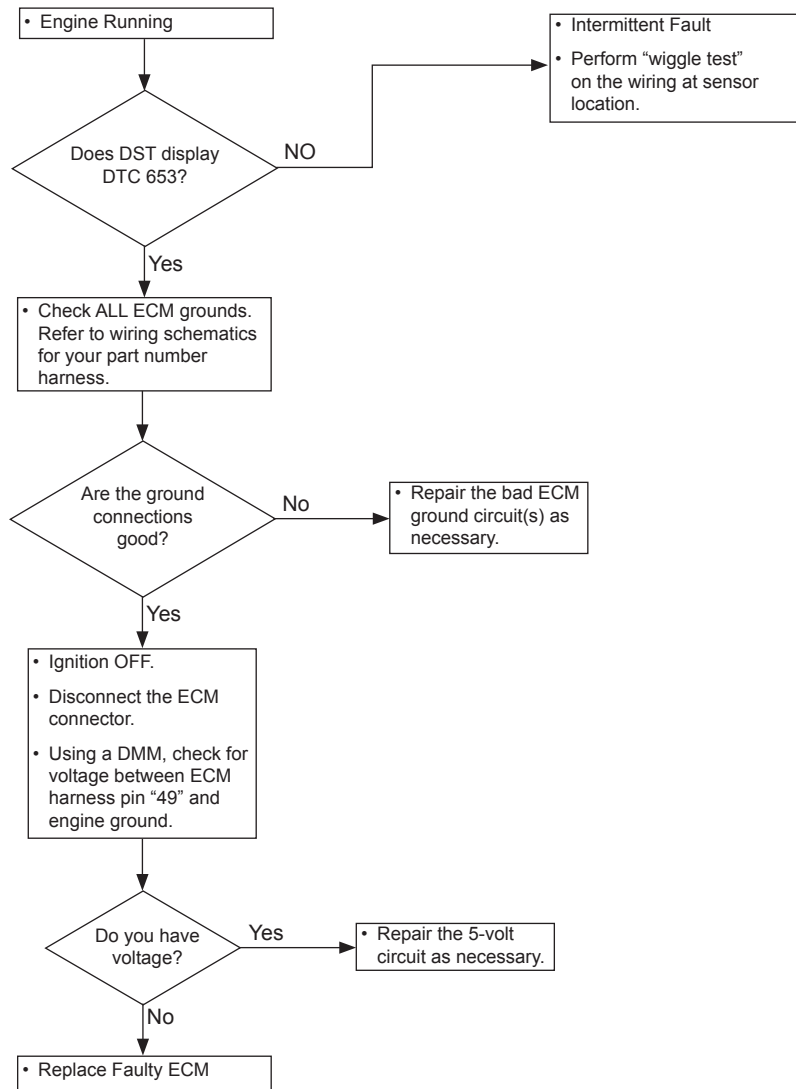 • Engine Running
• Intermittent Fault
• Perform “wiggle test”
on the wiring at sensor
location.
Does DST display
DTC 653?
NO
Yes
• Check ALL ECM grounds.
Refer to wiring schematics
for your part number
harness.
Are the ground
connections
good?
No
• Repair the bad ECM
ground circuit(s) as
necessary.
Yes
• Ignition OFF.
• Disconnect the ECM
connector.
• Using a DMM, check for
voltage between ECM
harness pin “49” and
engine ground.
Do you have
voltage?
Yes
• Repair the 5-volt
circuit as necessary.
No
• Replace Faulty ECM